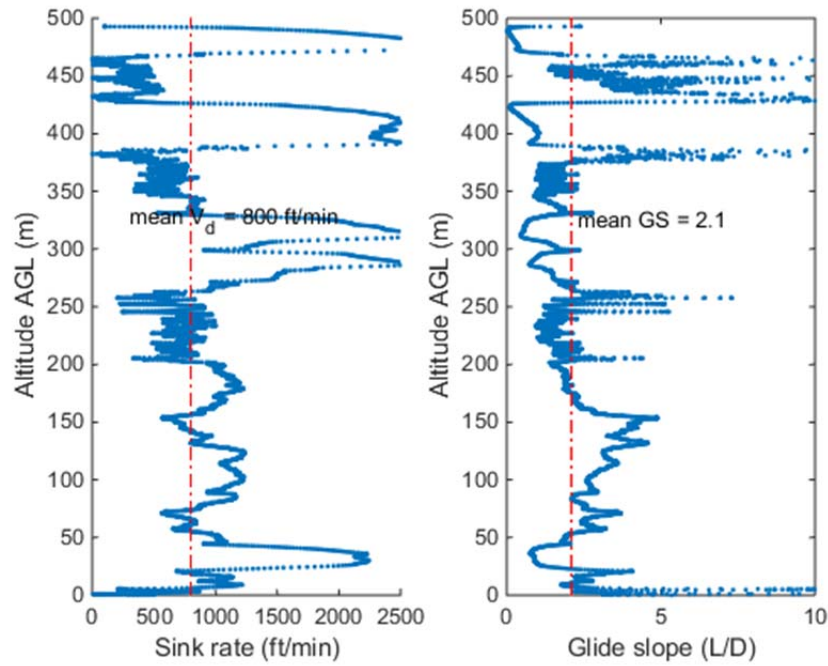 500
450
400
350
300
250
200
150
100
50
0
Altitude AGL (m)
mean V_d = 800 ft/min
0 500 1000 1500 2000 2500
Sink rate (ft/min)
500
450
400
350
300
250
200
150
100
50
0
Altitude AGL (m)
mean GS = 2.1
0 5 10
Glide slope (L/D)